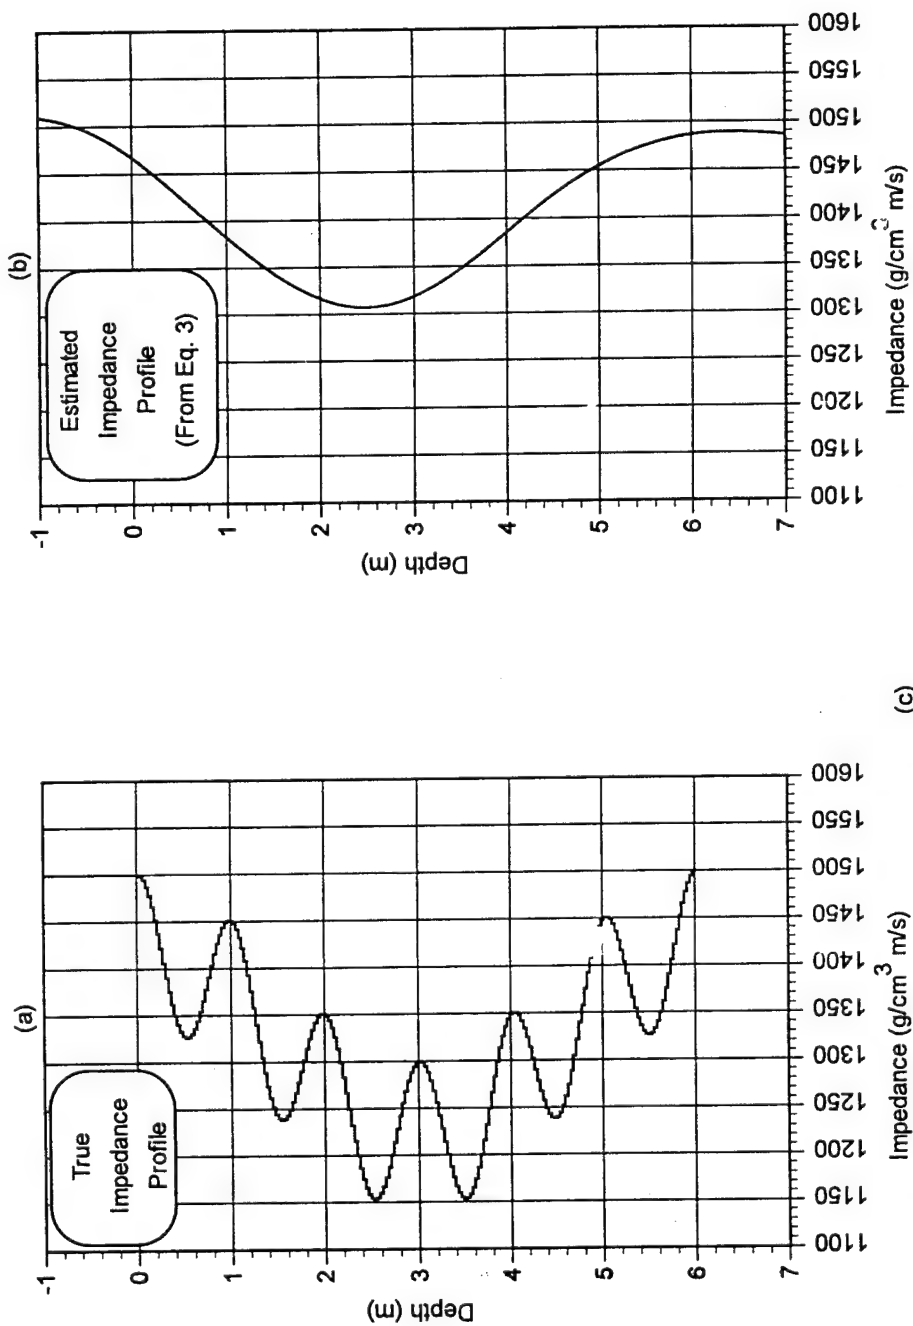 (a)
True
Impedance
Profile
-1
0
1
2
3
4
5
6
7
Depth (m)
1100
1150
1200
1250
1300
1350
1400
1450
1500
1550
1600
Impedance (g/cm3 m/s)
(b)
Estimated
Impedance
Profile
(From Eq. 3)
-1
0
1
2
3
4
5
6
7
Depth (m)
1100
1150
1200
1250
1300
1350
1400
1450
1500
1550
1600
Impedance (g/cm3 m/s)
(c)